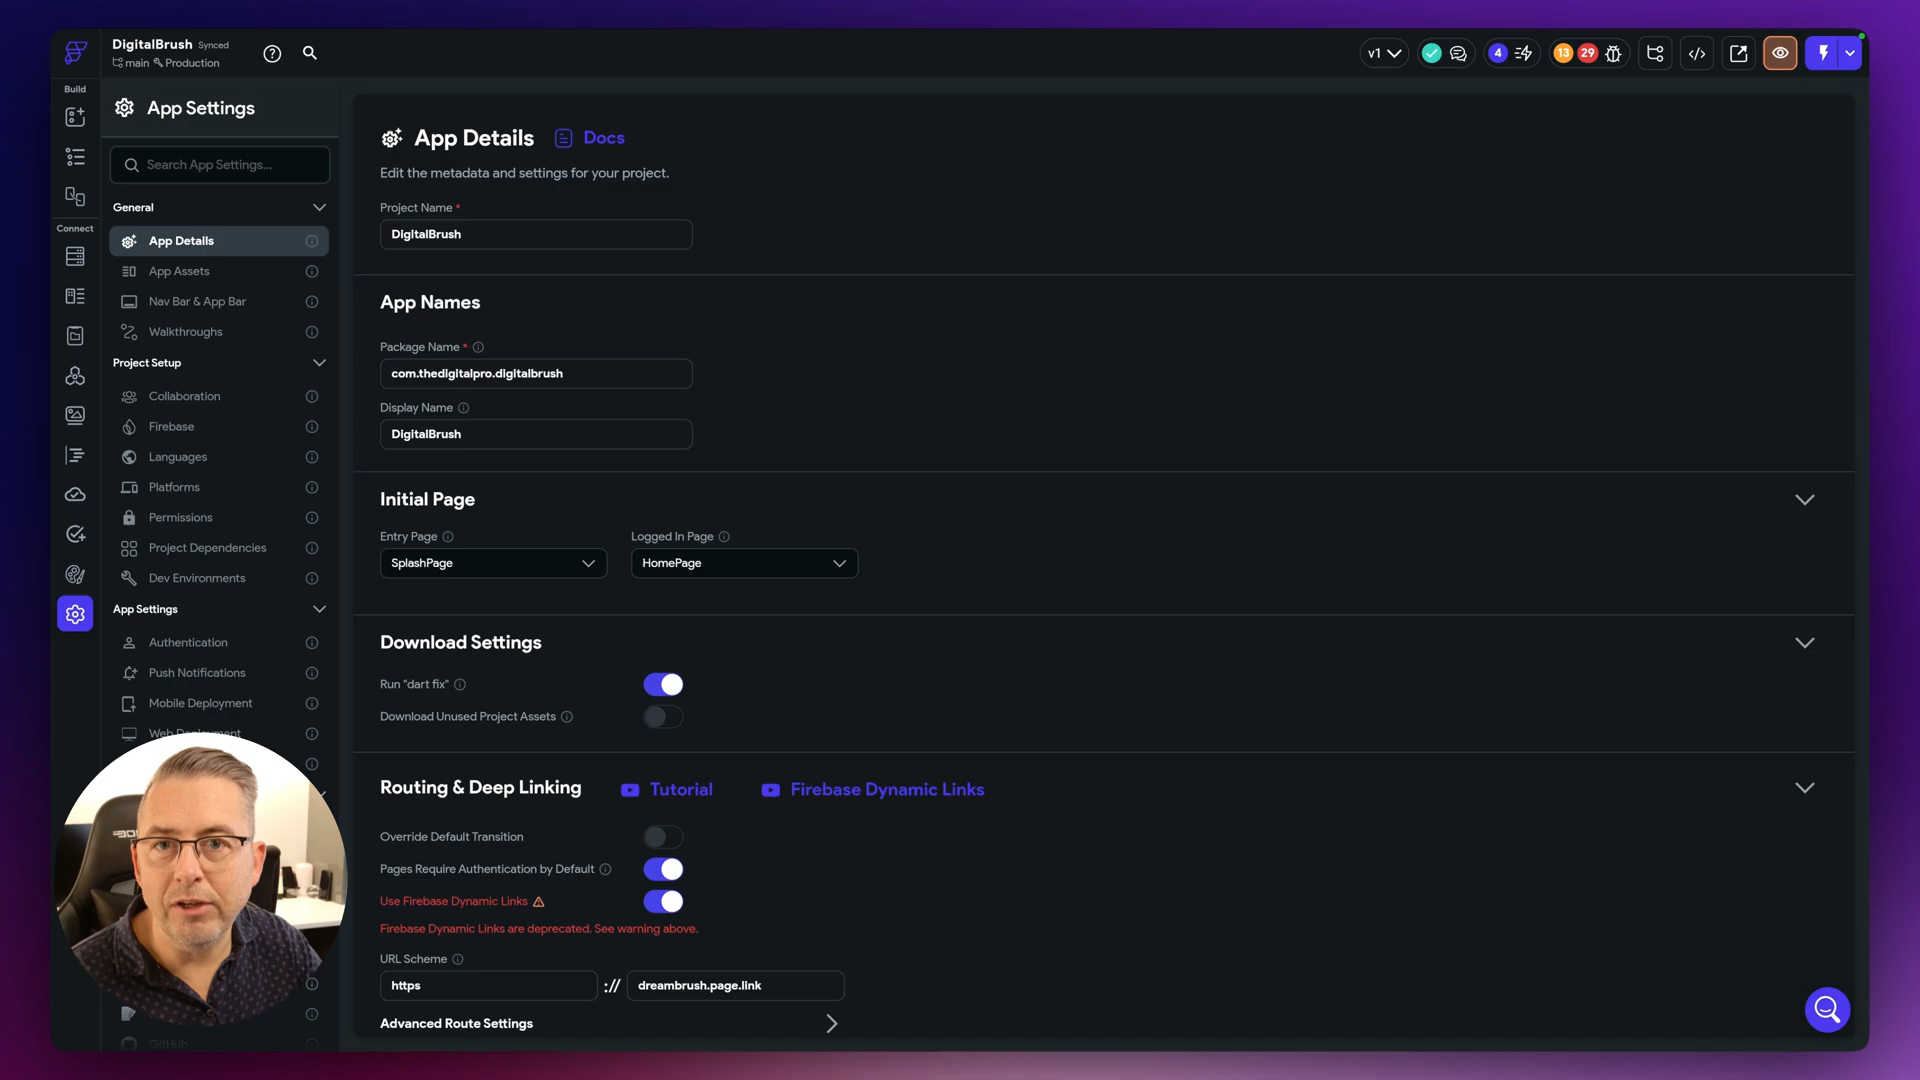 DigitalBrush Synced
main Production
v1
4
13
29
Build
Connect
App Settings
Search App Settings...
General
App Details
App Assets
Nav Bar & App Bar
Walkthroughs
Project Setup
Collaboration
Firebase
Languages
Platforms
Permissions
Project Dependencies
Dev Environments
App Settings
Authentication
Push Notifications
Mobile Deployment
Web Deployment
GitHub
App Details
Docs
Edit the metadata and settings for your project.
Project Name *
DigitalBrush
App Names
Package Name *
com.thedigitalpro.digitalbrush
Display Name
DigitalBrush
Initial Page
Entry Page Logged In Page
SplashPage HomePage
Download Settings
Run "dart fix"
Download Unused Project Assets
Routing & Deep Linking Tutorial Firebase Dynamic Links
Override Default Transition
Pages Require Authentication by Default
Use Firebase Dynamic Links
Firebase Dynamic Links are deprecated. See warning above.
URL Scheme
https :// dreambrush.page.link
Advanced Route Settings